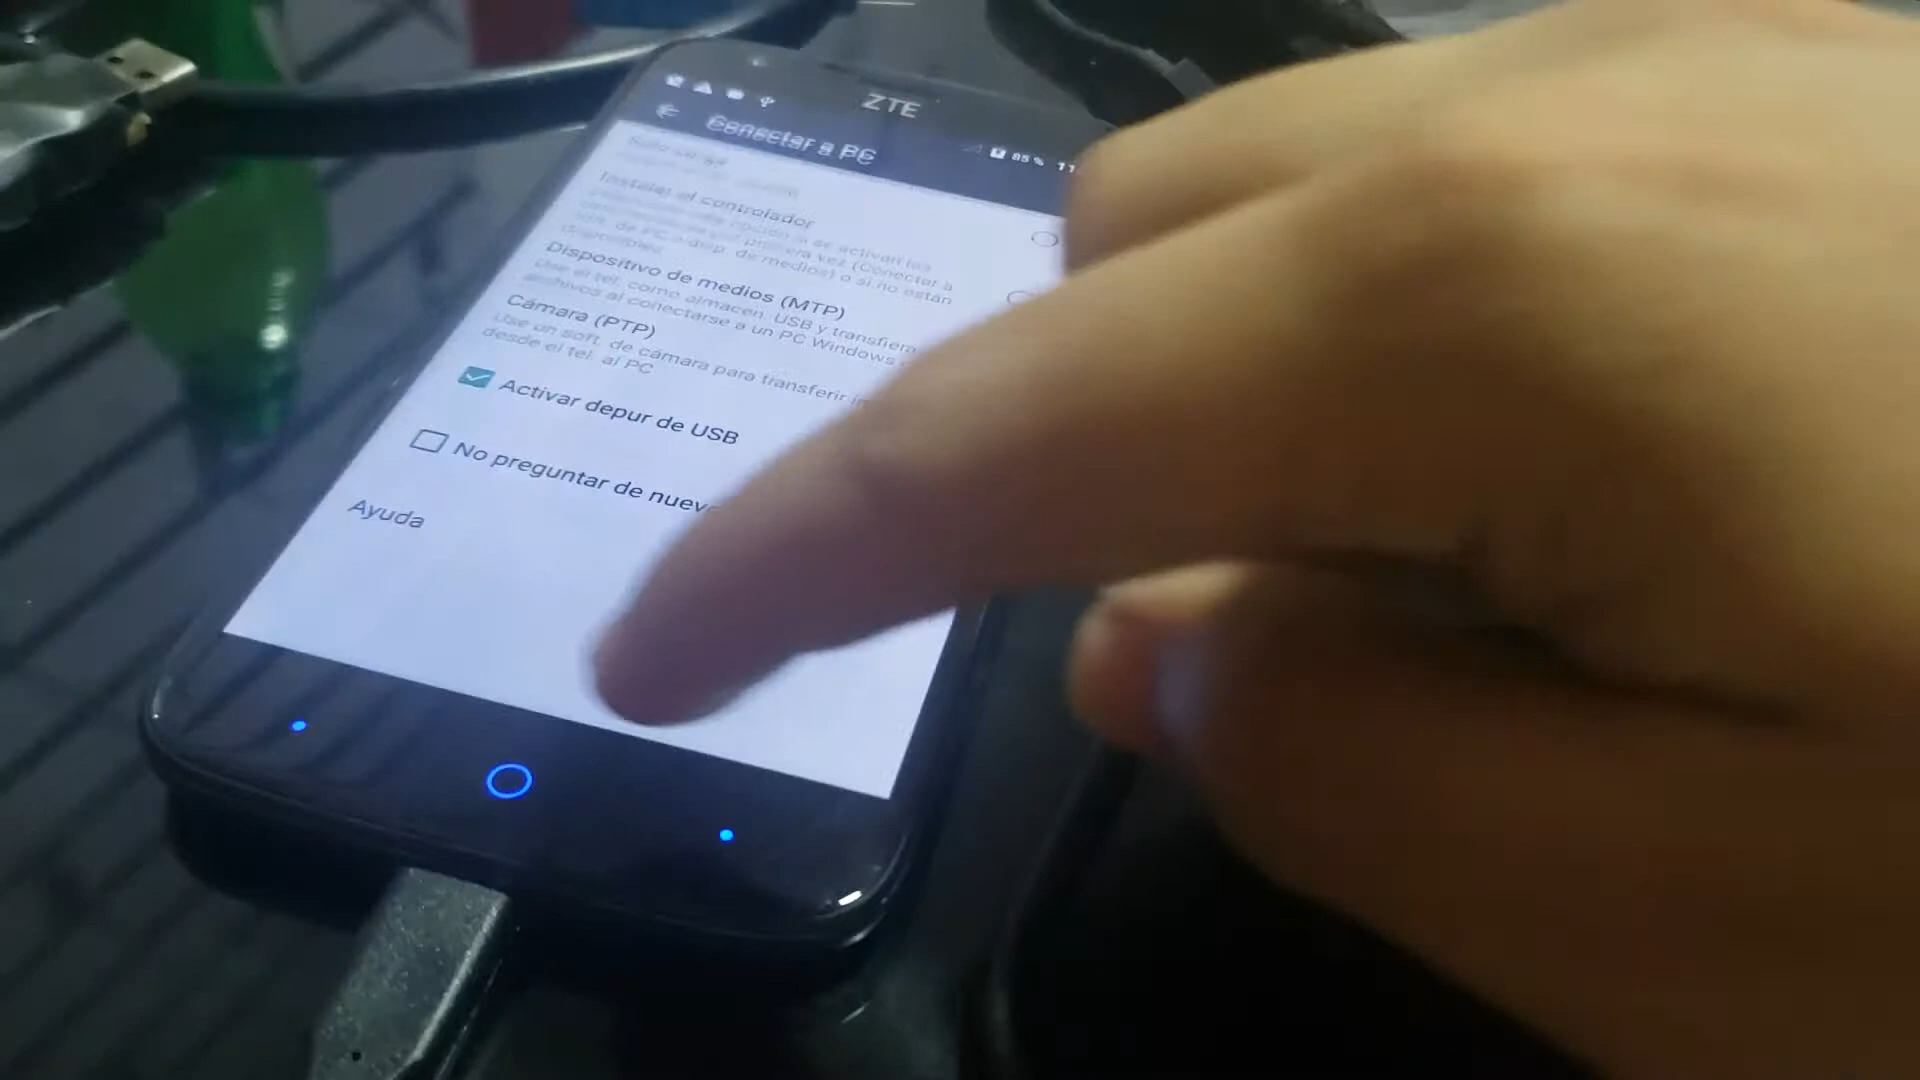 ZTE
Conectar a PC
85% 11
Instalar el controlador
Dispositivo de medios (MTP)
Use el tel. como almacen. USB y transfiera
archivos al conectarse a un PC Windows
Cámara (PTP)
Use un soft. de cámara para transferir
desde el tel. al PC
Activar depur de USB
No preguntar de nuevo
Ayuda